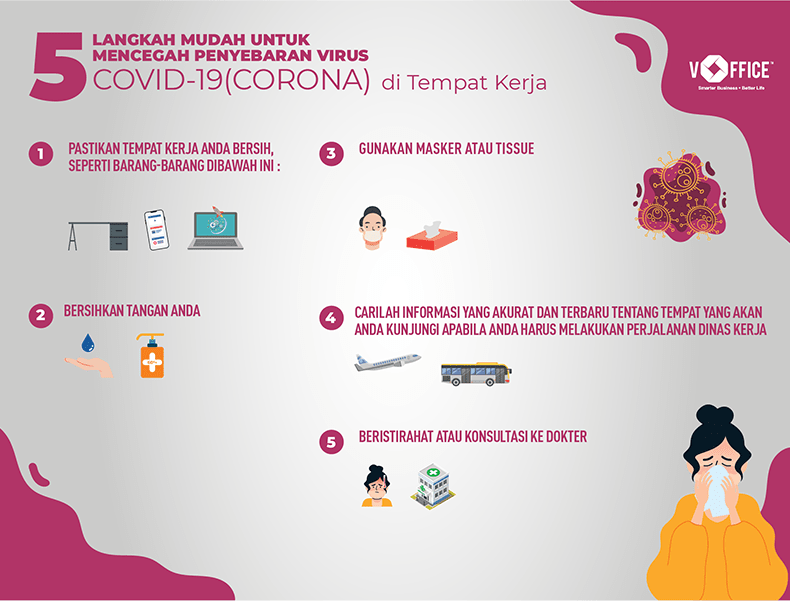 5
LANGKAH MUDAH UNTUK
MENCEGAH PENYEBARAN VIRUS
COVID-19(CORONA) di Tempat Kerja
VOFFICE™
Smarter Business • Better Life
1
PASTIKAN TEMPAT KERJA ANDA BERSIH,
SEPERTI BARANG-BARANG DIBAWAH INI :
2
BERSIHKAN TANGAN ANDA
3
GUNAKAN MASKER ATAU TISSUE
4
CARILAH INFORMASI YANG AKURAT DAN TERBARU TENTANG TEMPAT YANG AKAN
ANDA KUNJUNGI APABILA ANDA HARUS MELAKUKAN PERJALANAN DINAS KERJA
5
BERISTIRAHAT ATAU KONSULTASI KE DOKTER